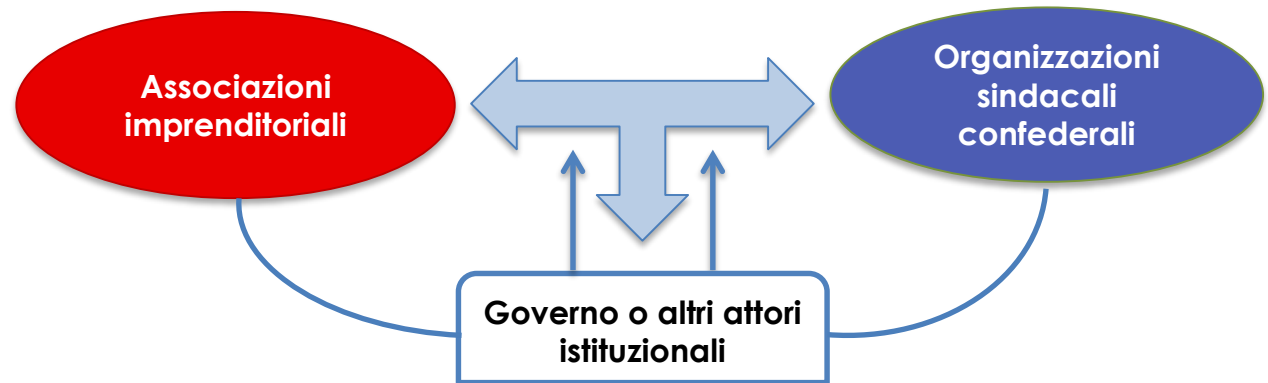 Associazioni
imprenditoriali
Organizzazioni
sindacali
confederali
Governo o altri attori
istituzionali